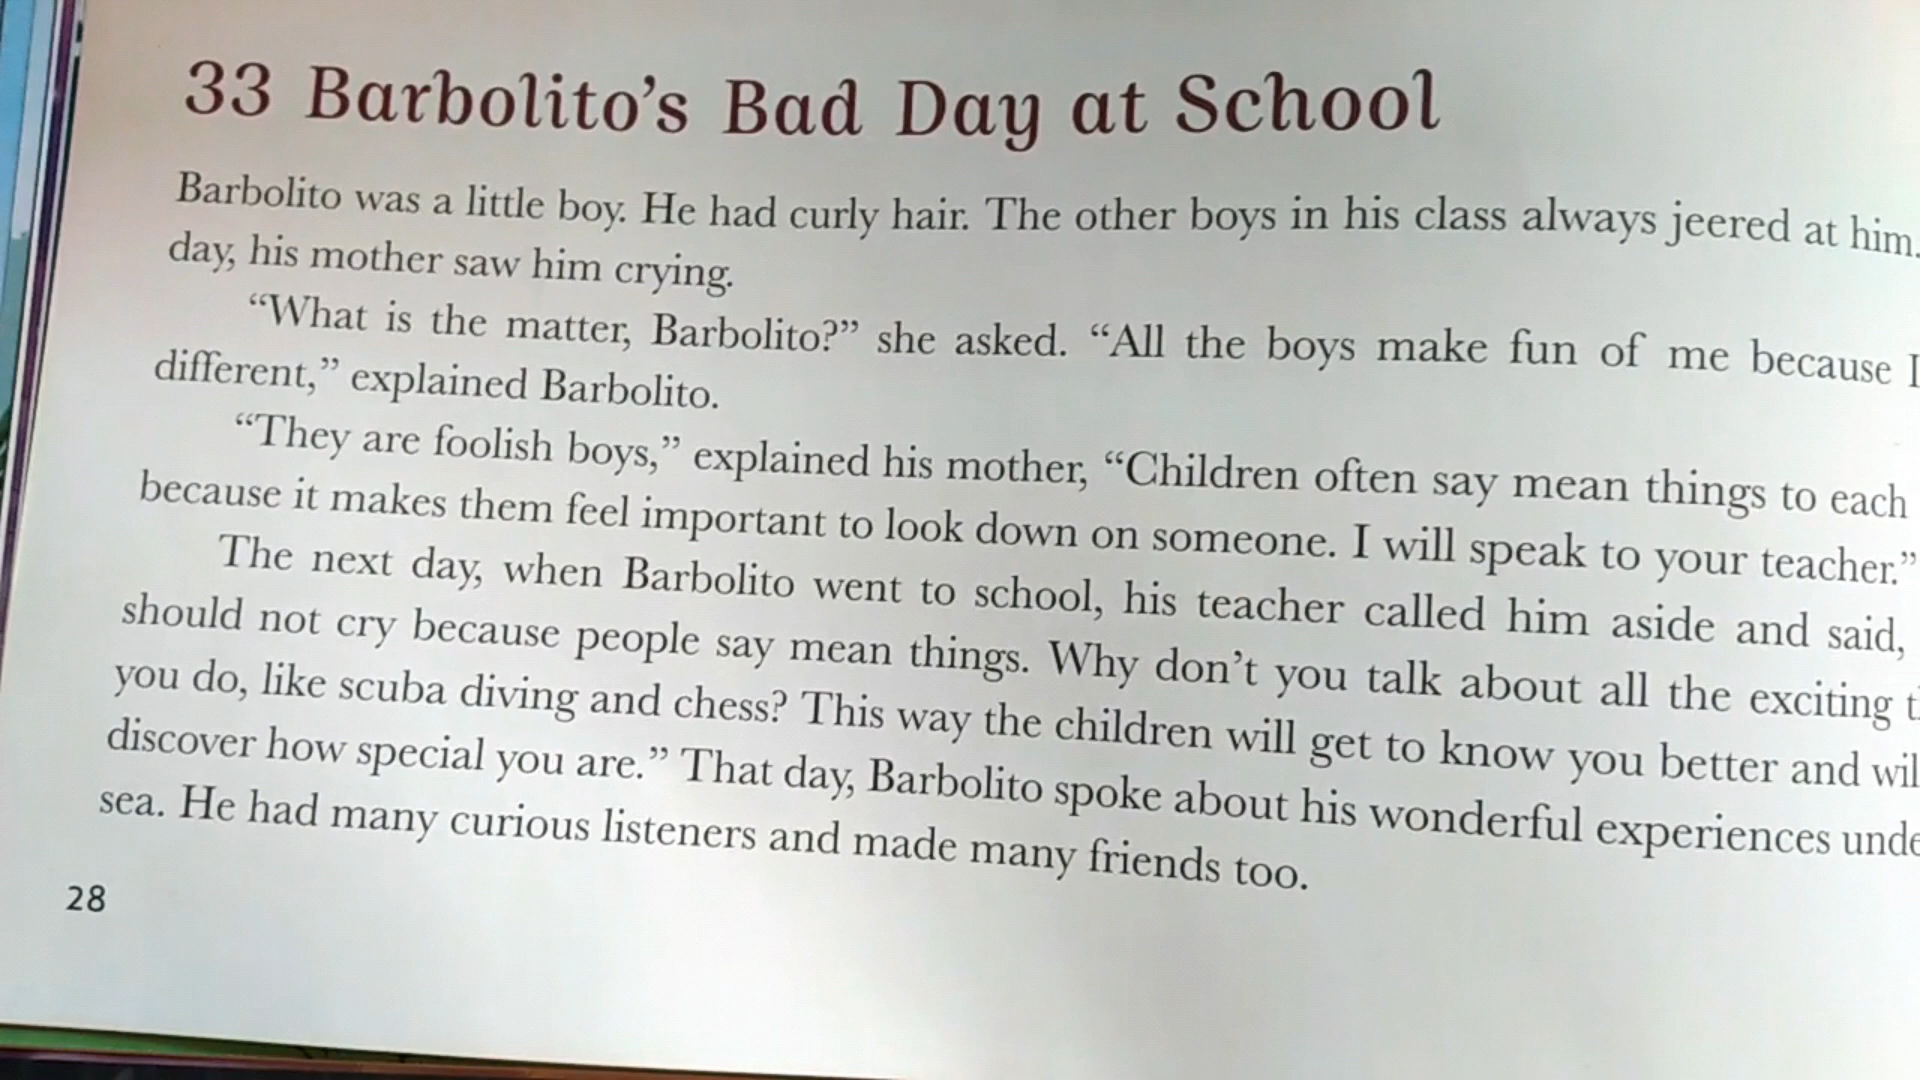 33 Barbolito's Bad Day at School
Barbolito was a little boy. He had curly hair. The other boys in his class always jeered at him.
day, his mother saw him crying.
“What is the matter, Barbolito?” she asked. “All the boys make fun of me because I
different,” explained Barbolito.
“They are foolish boys,” explained his mother, “Children often say mean things to each
because it makes them feel important to look down on someone. I will speak to your teacher.”
The next day, when Barbolito went to school, his teacher called him aside and said,
should not cry because people say mean things. Why don’t you talk about all the exciting
you do, like scuba diving and chess? This way the children will get to know you better and
discover how special you are.” That day, Barbolito spoke about his wonderful experiences
sea. He had many curious listeners and made many friends too.
28